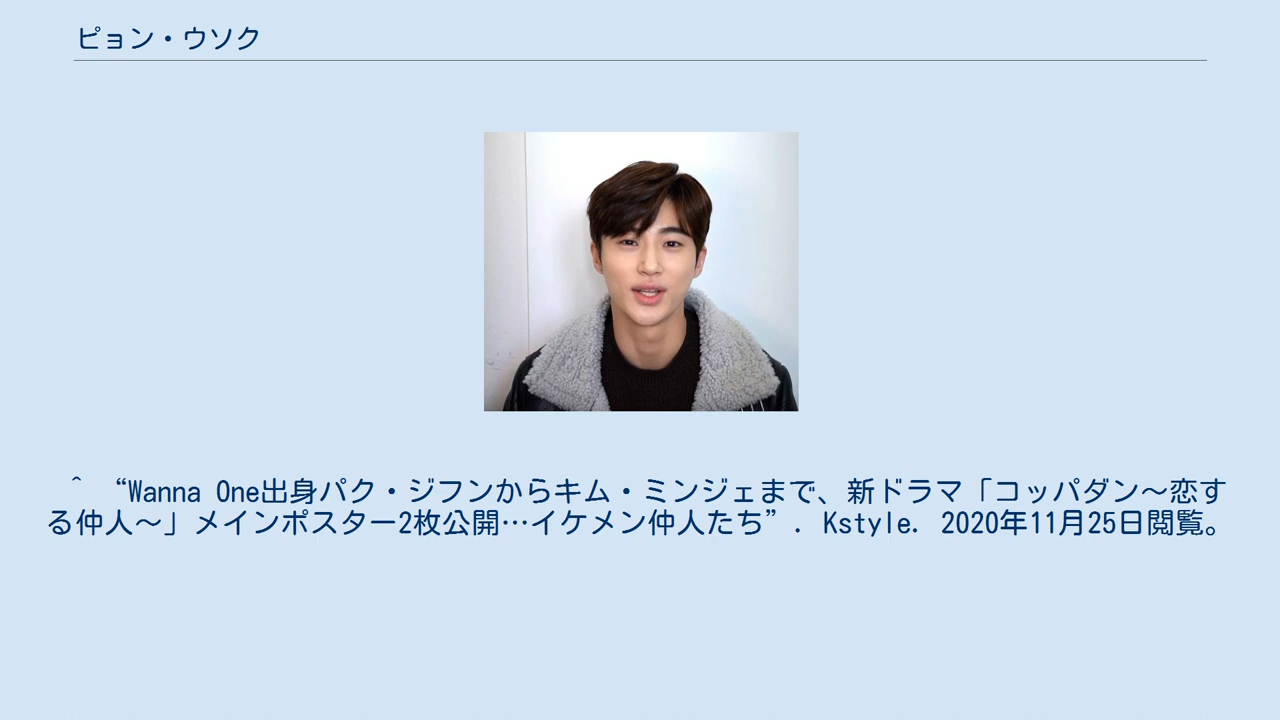 ピョン・ウソク
^ “Wanna One出身パク・ジフンからキム・ミンジェまで、新ドラマ「コッパダン〜恋す
る仲人〜」メインポスター2枚公開…イケメン仲人たち”. Kstyle. 2020年11月25日閲覧。